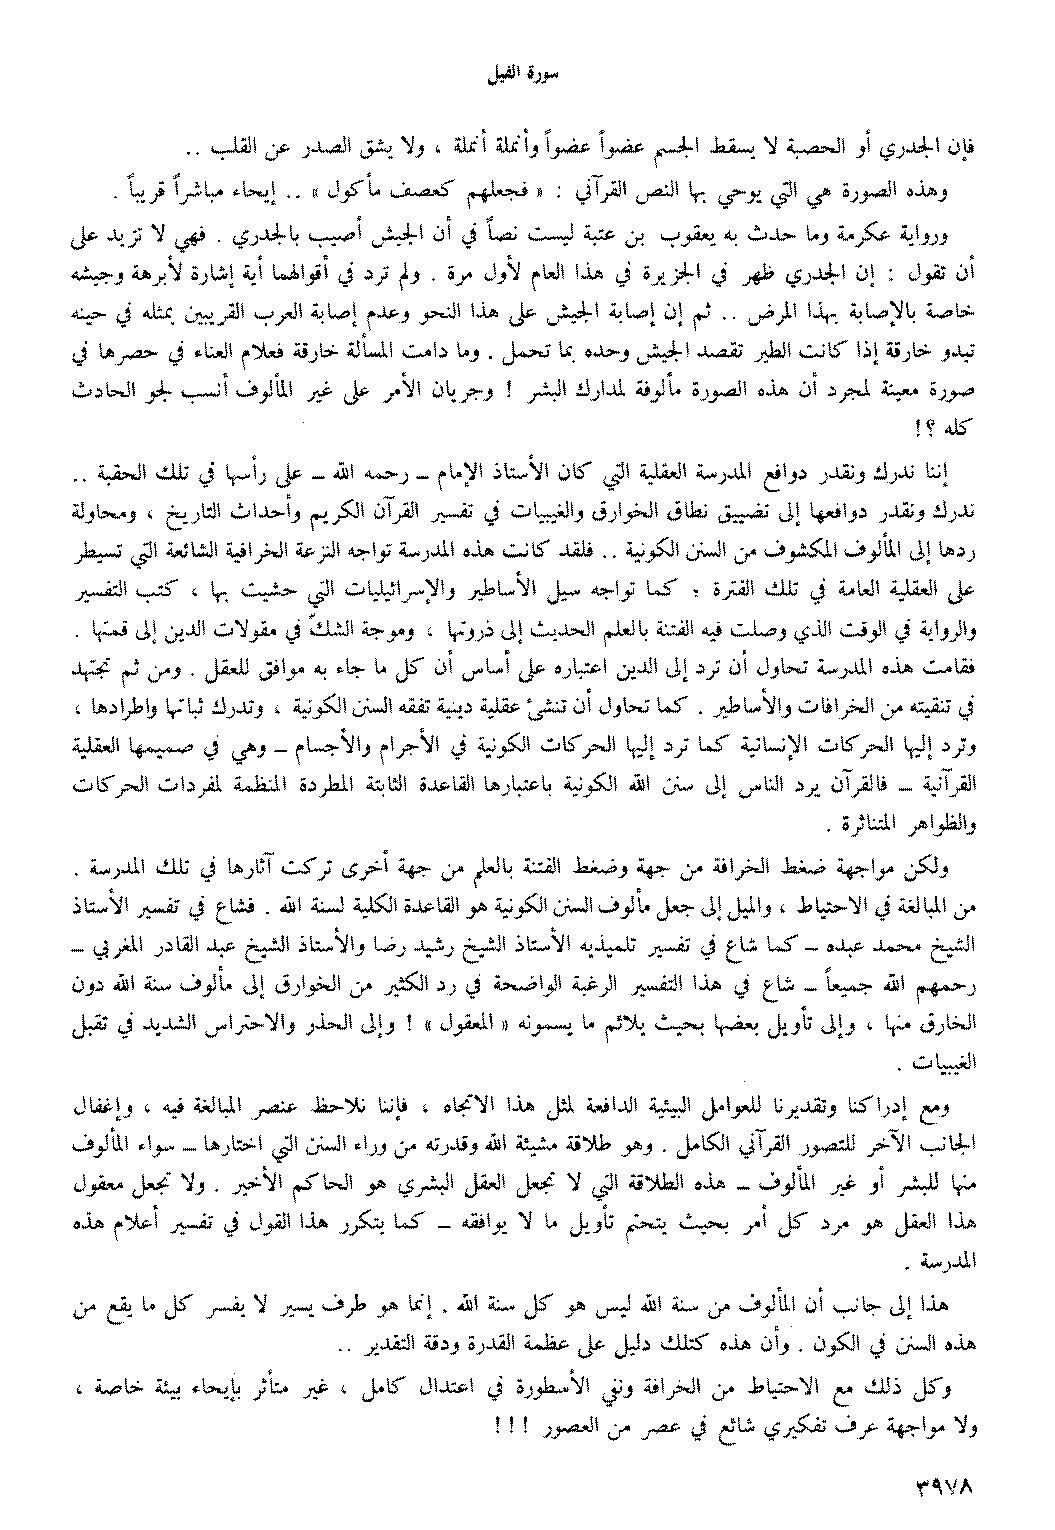 سورة الفيل
فإن الجدري أو الحصبة لا يسقط الجسم عضواً عضواً وأنملة أنملة ، ولا يشق الصدر عن القلب ..
وهذه الصورة هي التي يوحي بها النص القرآني : « فجعلهم كعصف مأكول » .. إيحاء مباشراً قريباً .
ورواية عكرمة وما حدث به يعقوب بن عتبة ليست نصاً في أن الجيش أصيب بالجدري . فهي لا تزيد على
أن تقول : إن الجدري ظهر في الجزيرة في هذا العام لأول مرة . ولم ترد في أقوالهما أية إشارة لأبرهة وجيشه
خاصة بالإصابة بهذا المرض .. ثم إن إصابة الجيش على هذا النحو وعدم إصابة العرب القريبين بمثله في حينه
تبدو خارقة إذا كانت الطير تقصد الجيش وحده بما تحمل . وما دامت المسألة خارقة فعلام العناء في حصرها في
صورة معينة لمجرد أن هذه الصورة مألوفة لمدارك البشر ! وجريان الأمر على غير المألوف أنسب لجو الحادث
كله ؟!
إننا ندرك ونقدر دوافع المدرسة العقلية التي كان الأستاذ الإمام ـ رحمه الله ـ على رأسها في تلك الحقبة ..
ندرك ونقدر دوافعها إلى تضييق نطاق الخوارق والغيبيات في تفسير القرآن الكريم وأحداث التاريخ ، ومحاولة
ردها إلى المألوف المكشوف من السنن الكونية .. فلقد كانت هذه المدرسة تواجه النزعة الخرافية الشائعة التي تسيطر
على العقلية العامة في تلك الفترة ؛ كما تواجه سيل الأساطير والإسرائيليات التي حشيت بها ، كتب التفسير
والرواية في الوقت الذي وصلت فيه الفتنة بالعلم الحديث إلى ذروتها ، وموجة الشكّ في مقولات الدين إلى قمتها .
فقامت هذه المدرسة تحاول أن ترد إلى الدين اعتباره على أساس أن كل ما جاء به موافق للعقل . ومن ثم تجتهد
في تنقيته من الخرافات والأساطير . كما تحاول أن تنشئ عقلية دينية تفقه السنن الكونية ، وتدرك ثباتها واطرادها ،
وترد إليها الحركات الإنسانية كما ترد إليها الحركات الكونية في الأجرام والأجسام ـ وهي في صميمها العقلية
القرآنية ـ فالقرآن يرد الناس إلى سنن الله الكونية باعتبارها القاعدة الثابتة المطردة المنظمة لمفردات الحركات
والظواهر المتناثرة .
ولكن مواجهة ضغط الخرافة من جهة وضغط الفتنة بالعلم من جهة أخرى تركت آثارها في تلك المدرسة .
من المبالغة في الاحتياط ، والميل إلى جعل مألوف السنن الكونية هو القاعدة الكلية لسنة الله . فشاع في تفسير الأستاذ
الشيخ محمد عبده ـ كما شاع في تفسير تلميذيه الأستاذ الشيخ رشيد رضا والأستاذ الشيخ عبد القادر المغربي ـ
رحمهم الله جميعاً ـ شاع في هذا التفسير الرغبة الواضحة في رد الكثير من الخوارق إلى مألوف سنة الله دون
الخارق منها ، وإلى تأويل بعضها بحيث يلائم ما يسمونه « المعقول » ! وإلى الحذر والاحتراس الشديد في تقبل
الغيبيات .
ومع إدراكنا وتقديرنا للعوامل البيئية الدافعة لمثل هذا الاتجاه ، فإننا نلاحظ عنصر المبالغة فيه ، وإغفال
الجانب الآخر للتصور القرآني الكامل . وهو طلاقة مشيئة الله وقدرته من وراء السنن التي اختارها ـ سواء المألوف
منها للبشر أو غير المألوف ـ هذه الطلاقة التي لا تجعل العقل البشري هو الحاكم الأخير . ولا تجعل معقول
هذا العقل هو مرد كل أمر بحيث يتحتم تأويل ما لا يوافقه ـ كما يتكرر هذا القول في تفسير أعلام هذه
المدرسة .
هذا إلى جانب أن المألوف من سنة الله ليس هو كل سنة الله . إنما هو طرف يسير لا يفسر كل ما يقع من
هذه السنن في الكون . وأن هذه كتلك دليل على عظمة القدرة ودقة التقدير ..
وكل ذلك مع الاحتياط من الخرافة ونفي الأسطورة في اعتدال كامل ، غير متأثر بإيحاء بيئة خاصة ،
ولا مواجهة عرف تفكيري شائع في عصر من العصور ! ! !
٣٩٧٨